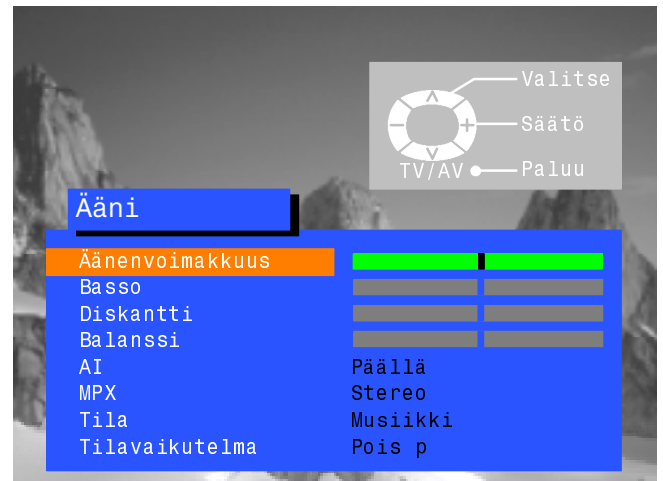 Valitse
Säätö
TV/AV Paluu
Ääni
Äänenvoimakkuus
Basso
Diskantti
Balanssi
AI Päällä
MPX Stereo
Tila Musiikki
Tilavaikutelma Pois p